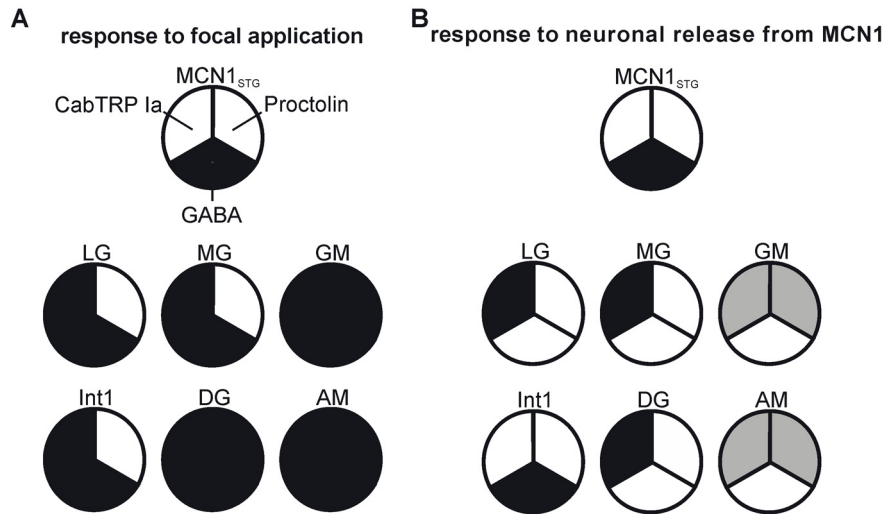 A
response to focal application
MCN1STG
CabTRP Ia
Proctolin
GABA
LG MG GM
Int1 DG AM
B
response to neuronal release from MCN1
MCN1STG
LG MG GM
Int1 DG AM